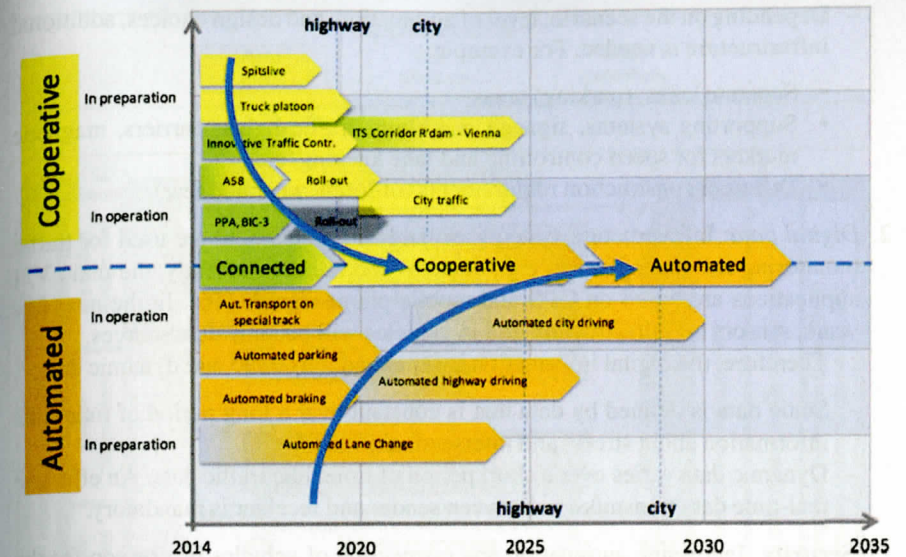 highway city
Cooperative
In preparation
Spitslive
Truck platoon
Innovative Traffic Contr.
ITS Corridor R'dam - Vienna
A58
Roll-out
City traffic
In operation
PPA, BIC-3
Roll-out
Connected
Cooperative
Automated
Automated
In operation
Aut. Transport on
special track
Automated city driving
Automated parking
Automated highway driving
Automated braking
In preparation
Automated Lane Change
highway city
2014 2020 2025 2030 2035